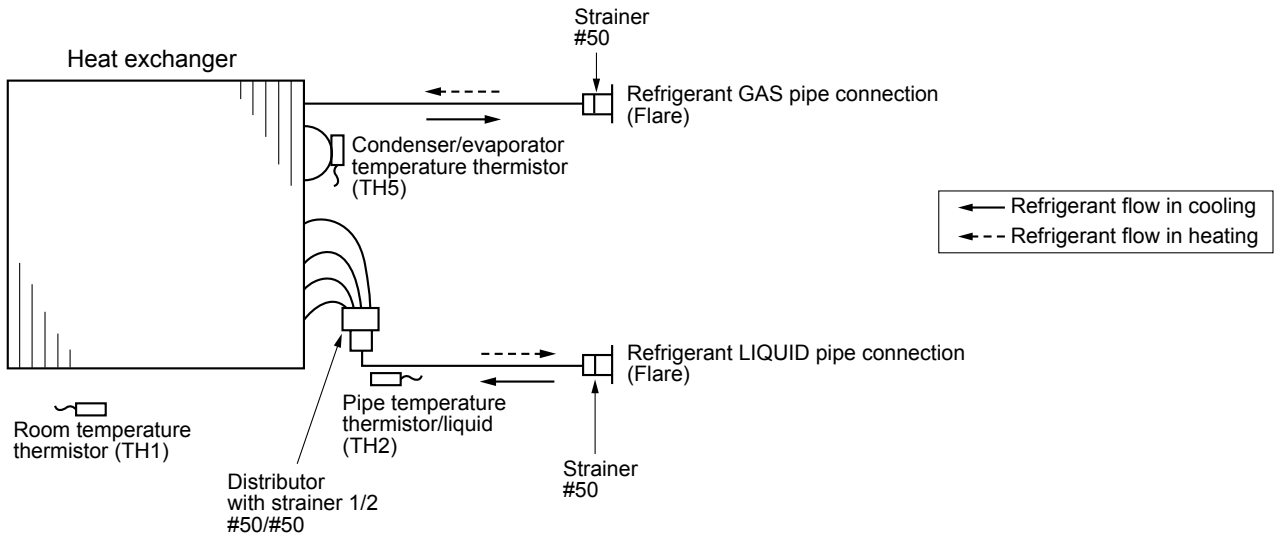 Strainer
#50
Heat exchanger
Refrigerant GAS pipe connection
(Flare)
Condenser/evaporator
temperature thermistor
(TH5)
Refrigerant flow in cooling
Refrigerant flow in heating
Refrigerant LIQUID pipe connection
(Flare)
Pipe temperature
thermistor/liquid
(TH2)
Room temperature
thermistor (TH1)
Strainer
#50
Distributor
with strainer 1/2
#50/#50